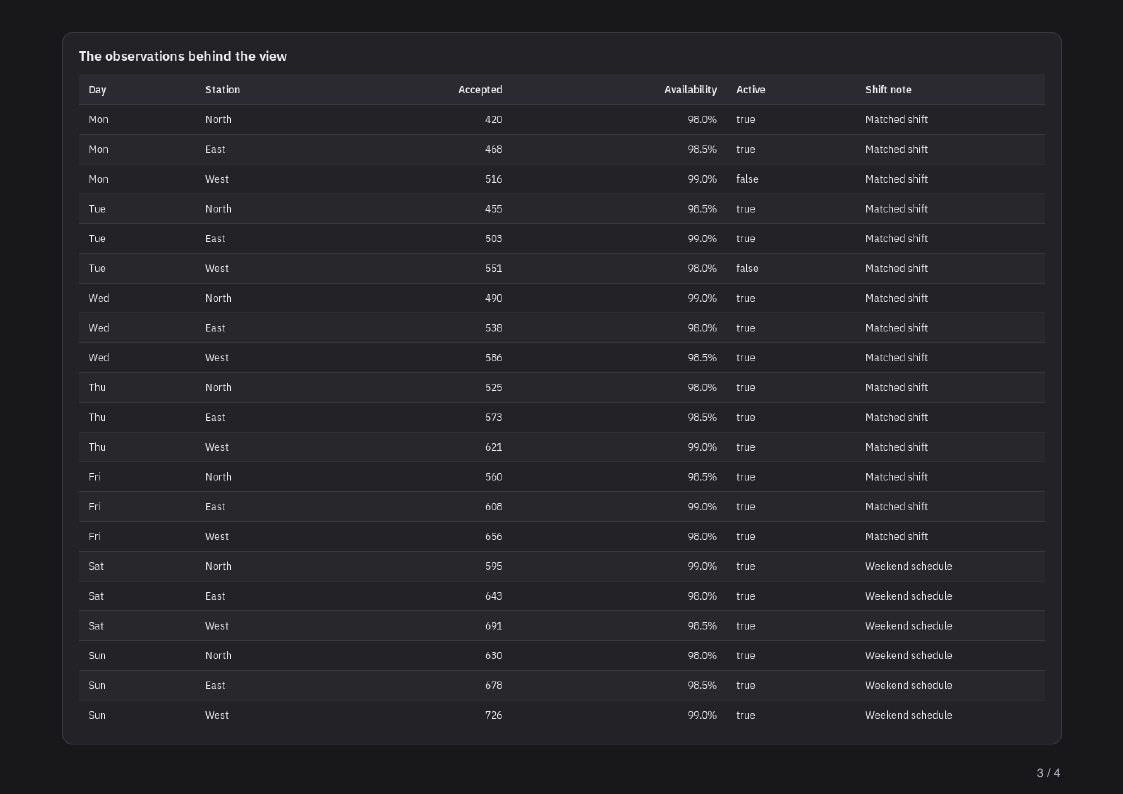 The observations behind the view
Day Station Accepted Availability Active Shift note
Mon North 420 98.0% true Matched shift
Mon East 468 98.5% true Matched shift
Mon West 516 99.0% false Matched shift
Tue North 455 98.5% true Matched shift
Tue East 503 99.0% true Matched shift
Tue West 551 98.0% false Matched shift
Wed North 490 99.0% true Matched shift
Wed East 538 98.0% true Matched shift
Wed West 586 98.5% true Matched shift
Thu North 525 98.0% true Matched shift
Thu East 573 98.5% true Matched shift
Thu West 621 99.0% true Matched shift
Fri North 560 98.5% true Matched shift
Fri East 608 99.0% true Matched shift
Fri West 656 98.0% true Matched shift
Sat North 595 99.0% true Weekend schedule
Sat East 643 98.0% true Weekend schedule
Sat West 691 98.5% true Weekend schedule
Sun North 630 98.0% true Weekend schedule
Sun East 678 98.5% true Weekend schedule
Sun West 726 99.0% true Weekend schedule
3 / 4